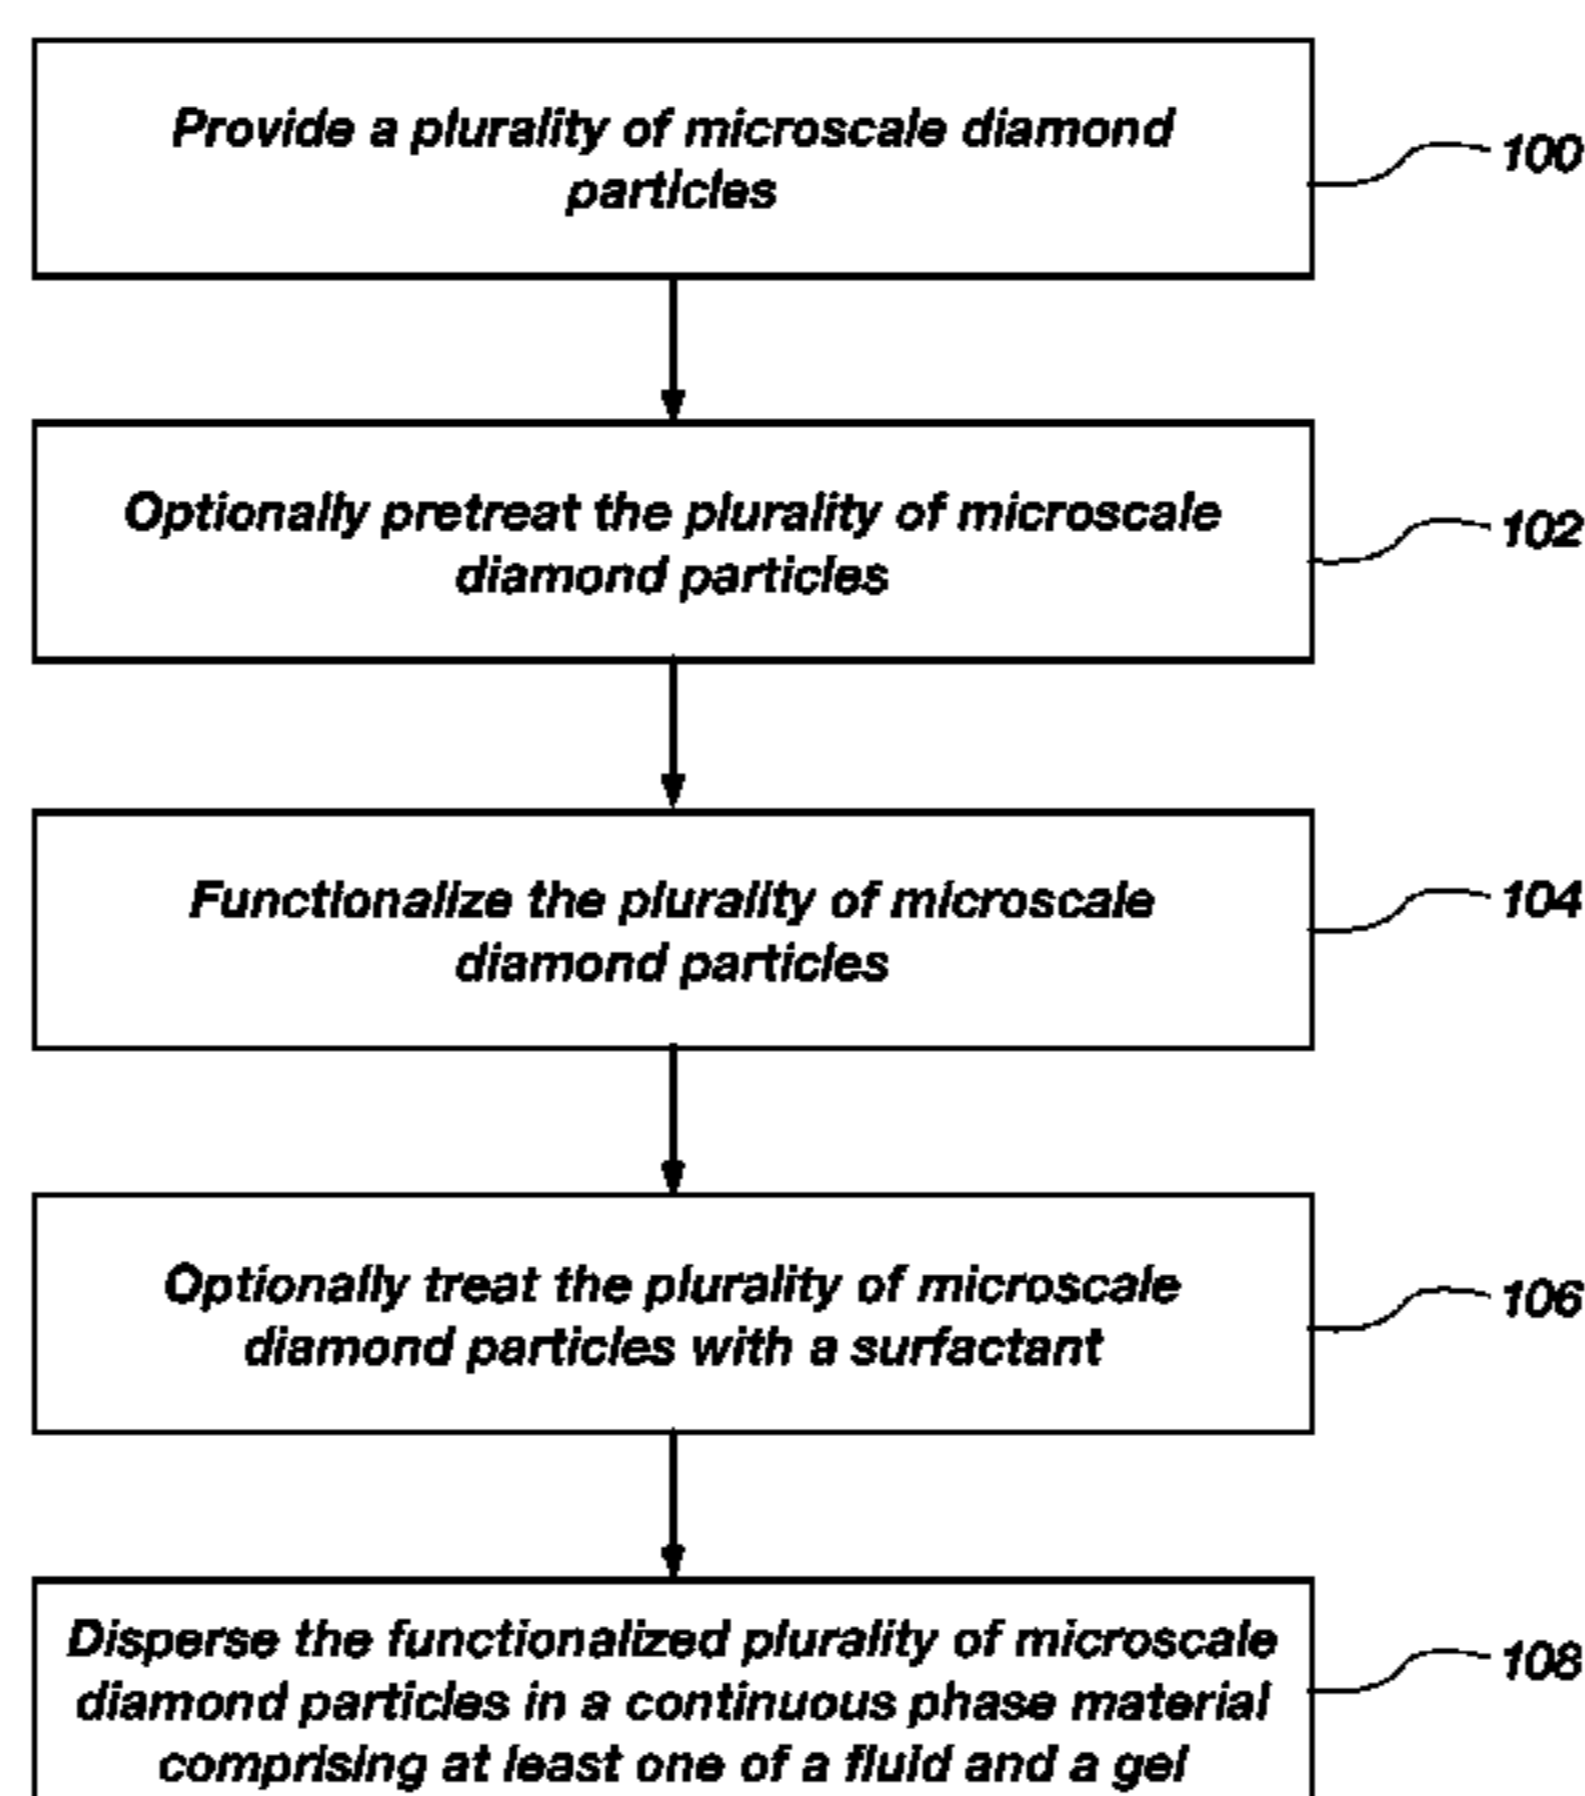 Provide a plurality of microscale diamond
particles
100
Optionally pretreat the plurality of microscale
diamond particles
102
Functionalize the plurality of microscale
diamond particles
104
Optionally treat the plurality of microscale
diamond particles with a surfactant
106
Disperse the functionalized plurality of microscale
diamond particles in a continuous phase material
comprising at least one of a fluid and a gel
108